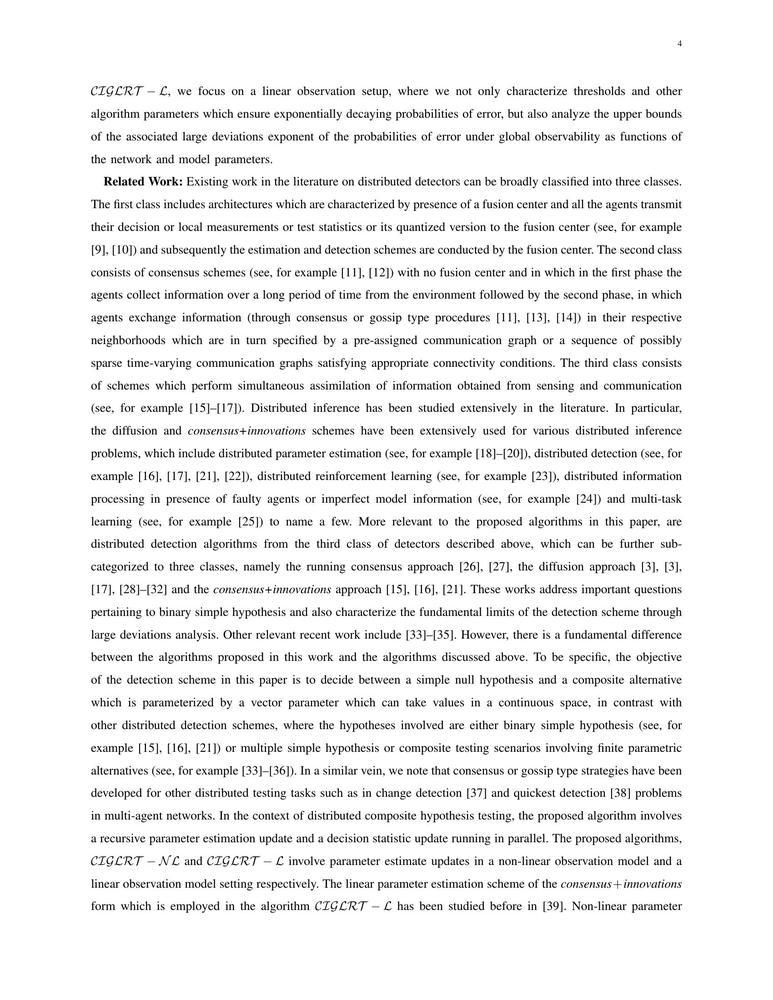 4
CIGLRT − L, we focus on a linear observation setup, where we not only characterize thresholds and other
algorithm parameters which ensure exponentially decaying probabilities of error, but also analyze the upper bounds
of the associated large deviations exponent of the probabilities of error under global observability as functions of
the network and model parameters.
Related Work: Existing work in the literature on distributed detectors can be broadly classified into three classes.
The first class includes architectures which are characterized by presence of a fusion center and all the agents transmit
their decision or local measurements or test statistics or its quantized version to the fusion center (see, for example
[9], [10]) and subsequently the estimation and detection schemes are conducted by the fusion center. The second class
consists of consensus schemes (see, for example [11], [12]) with no fusion center and in which in the first phase the
agents collect information over a long period of time from the environment followed by the second phase, in which
agents exchange information (through consensus or gossip type procedures [11], [13], [14]) in their respective
neighborhoods which are in turn specified by a pre-assigned communication graph or a sequence of possibly
sparse time-varying communication graphs satisfying appropriate connectivity conditions. The third class consists
of schemes which perform simultaneous assimilation of information obtained from sensing and communication
(see, for example [15]–[17]). Distributed inference has been studied extensively in the literature. In particular,
the diffusion and consensus+innovations schemes have been extensively used for various distributed inference
problems, which include distributed parameter estimation (see, for example [18]–[20]), distributed detection (see, for
example [16], [17], [21], [22]), distributed reinforcement learning (see, for example [23]), distributed information
processing in presence of faulty agents or imperfect model information (see, for example [24]) and multi-task
learning (see, for example [25]) to name a few. More relevant to the proposed algorithms in this paper, are
distributed detection algorithms from the third class of detectors described above, which can be further sub-
categorized to three classes, namely the running consensus approach [26], [27], the diffusion approach [3], [3],
[17], [28]–[32] and the consensus+innovations approach [15], [16], [21]. These works address important questions
pertaining to binary simple hypothesis and also characterize the fundamental limits of the detection scheme through
large deviations analysis. Other relevant recent work include [33]–[35]. However, there is a fundamental difference
between the algorithms proposed in this work and the algorithms discussed above. To be specific, the objective
of the detection scheme in this paper is to decide between a simple null hypothesis and a composite alternative
which is parameterized by a vector parameter which can take values in a continuous space, in contrast with
other distributed detection schemes, where the hypotheses involved are either binary simple hypothesis (see, for
example [15], [16], [21]) or multiple simple hypothesis or composite testing scenarios involving finite parametric
alternatives (see, for example [33]–[36]). In a similar vein, we note that consensus or gossip type strategies have been
developed for other distributed testing tasks such as in change detection [37] and quickest detection [38] problems
in multi-agent networks. In the context of distributed composite hypothesis testing, the proposed algorithm involves
a recursive parameter estimation update and a decision statistic update running in parallel. The proposed algorithms,
CIGLRT − NL and CIGLRT − L involve parameter estimate updates in a non-linear observation model and a
linear observation model setting respectively. The linear parameter estimation scheme of the consensus+innovations
form which is employed in the algorithm CIGLRT − L has been studied before in [39]. Non-linear parameter